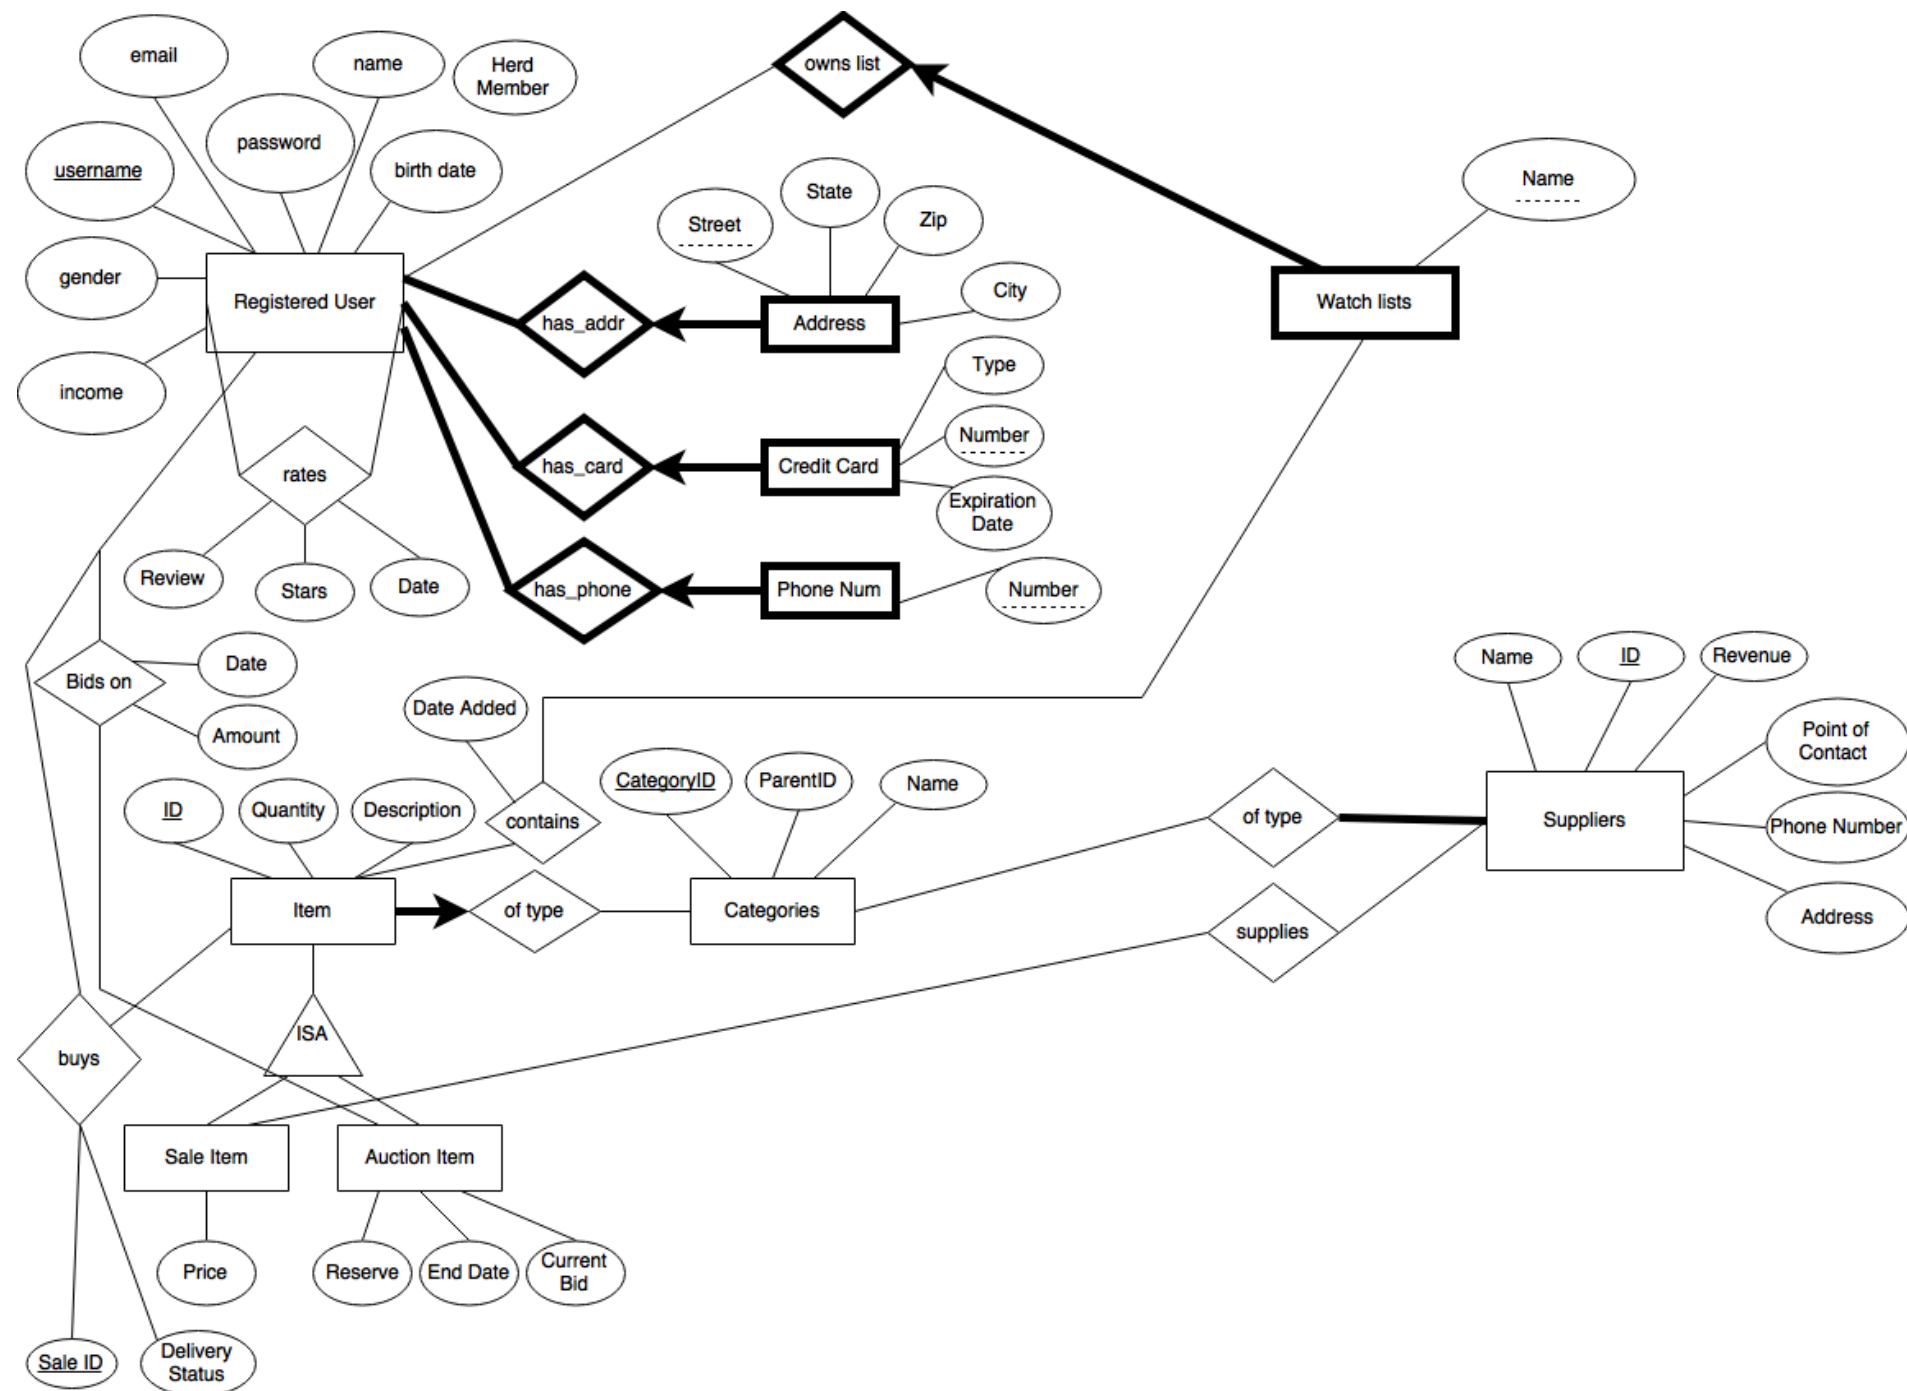 email
name
Herd
Member
owns list
password
username
birth date
State
Name
Street
Zip
gender
City
Registered User
has_addr
Address
Watch lists
Type
income
Number
has_card
Credit Card
rates
Expiration
Date
Review
Stars
Date
has_phone
Phone Num
Number
Date
Bids on
Name
ID
Revenue
Date Added
Amount
Point of
Contact
CategoryID
ParentID
Name
ID
Quantity
Description
contains
of type
Suppliers
Phone Number
Item
of type
Categories
Address
supplies
ISA
buys
Sale Item
Auction Item
Price
Reserve
End Date
Current
Bid
Sale ID
Delivery
Status